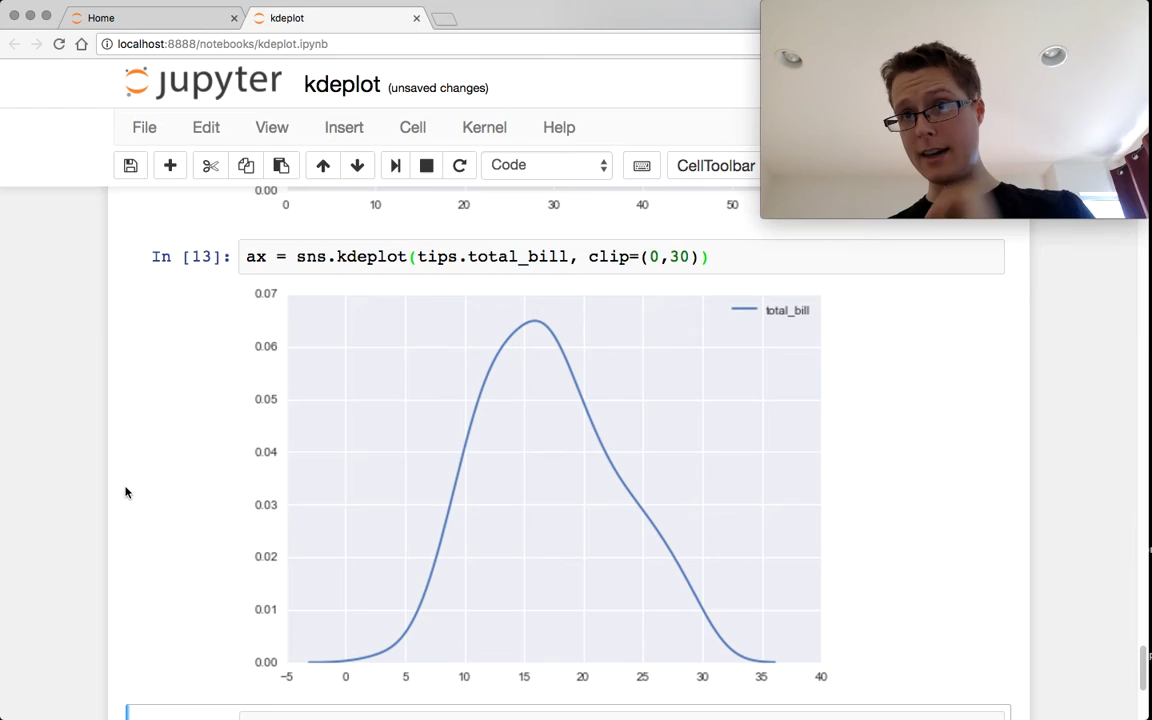 Home
kdeplot
localhost:8888/notebooks/kdeplot.ipynb
jupyter kdeplot (unsaved changes)
File Edit View Insert Cell Kernel Help
Code CellToolbar
0.00
0 10 20 30 40 50
In [13]: ax = sns.kdeplot(tips.total_bill, clip=(0,30))
0.07
total_bill
0.06
0.05
0.04
0.03
0.02
0.01
0.00
-5 0 5 10 15 20 25 30 35 40